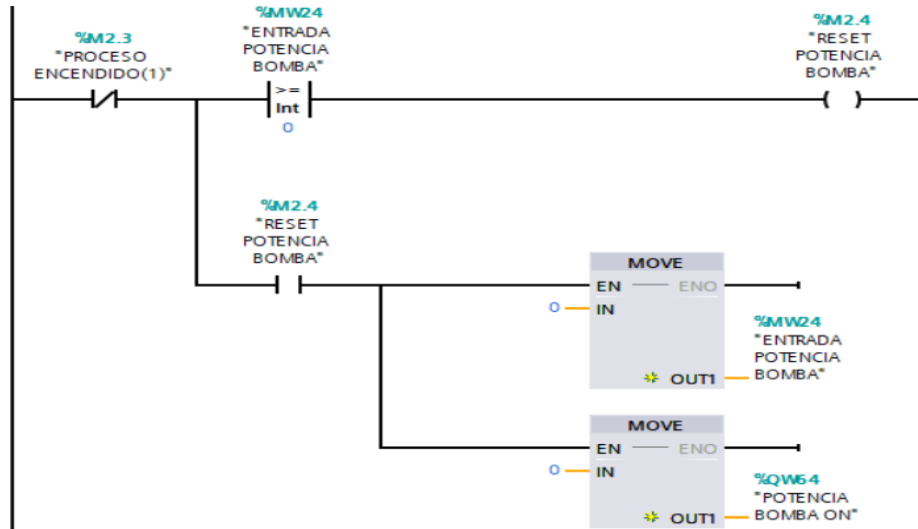 %MW24
"ENTRADA
POTENCIA
BOMBA"
%M2.3
"PROCESO
ENCENDIDO(1)"
>=
Int
0
%M2.4
"RESET
POTENCIA
BOMBA"
%M2.4
"RESET
POTENCIA
BOMBA"
MOVE
EN ENO
0 IN
OUT1
%MW24
"ENTRADA
POTENCIA
BOMBA"
MOVE
EN ENO
0 IN
OUT1
%QW64
"POTENCIA
BOMBA ON"